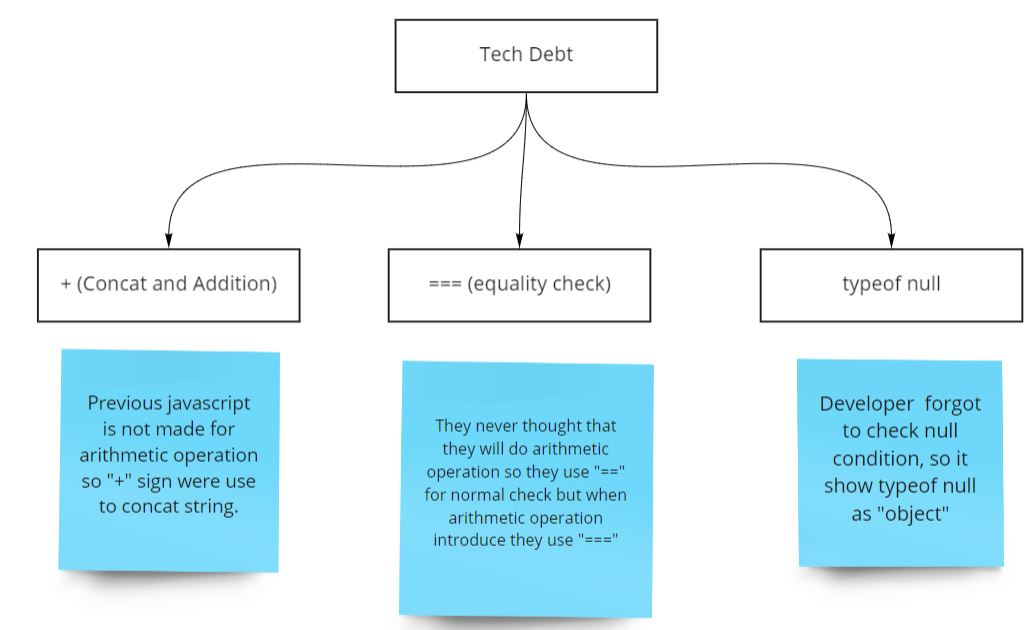 Tech Debt
+ (Concat and Addition)
=== (equality check)
typeof null
Previous javascript
is not made for
arithmetic operation
so "+" sign were use
to concat string.
They never thought that
they will do arithmetic
operation so they use "=="
for normal check but when
arithmetic operation
introduce they use "==="
Developer  forgot
to check null
condition, so it
show typeof null
as "object"